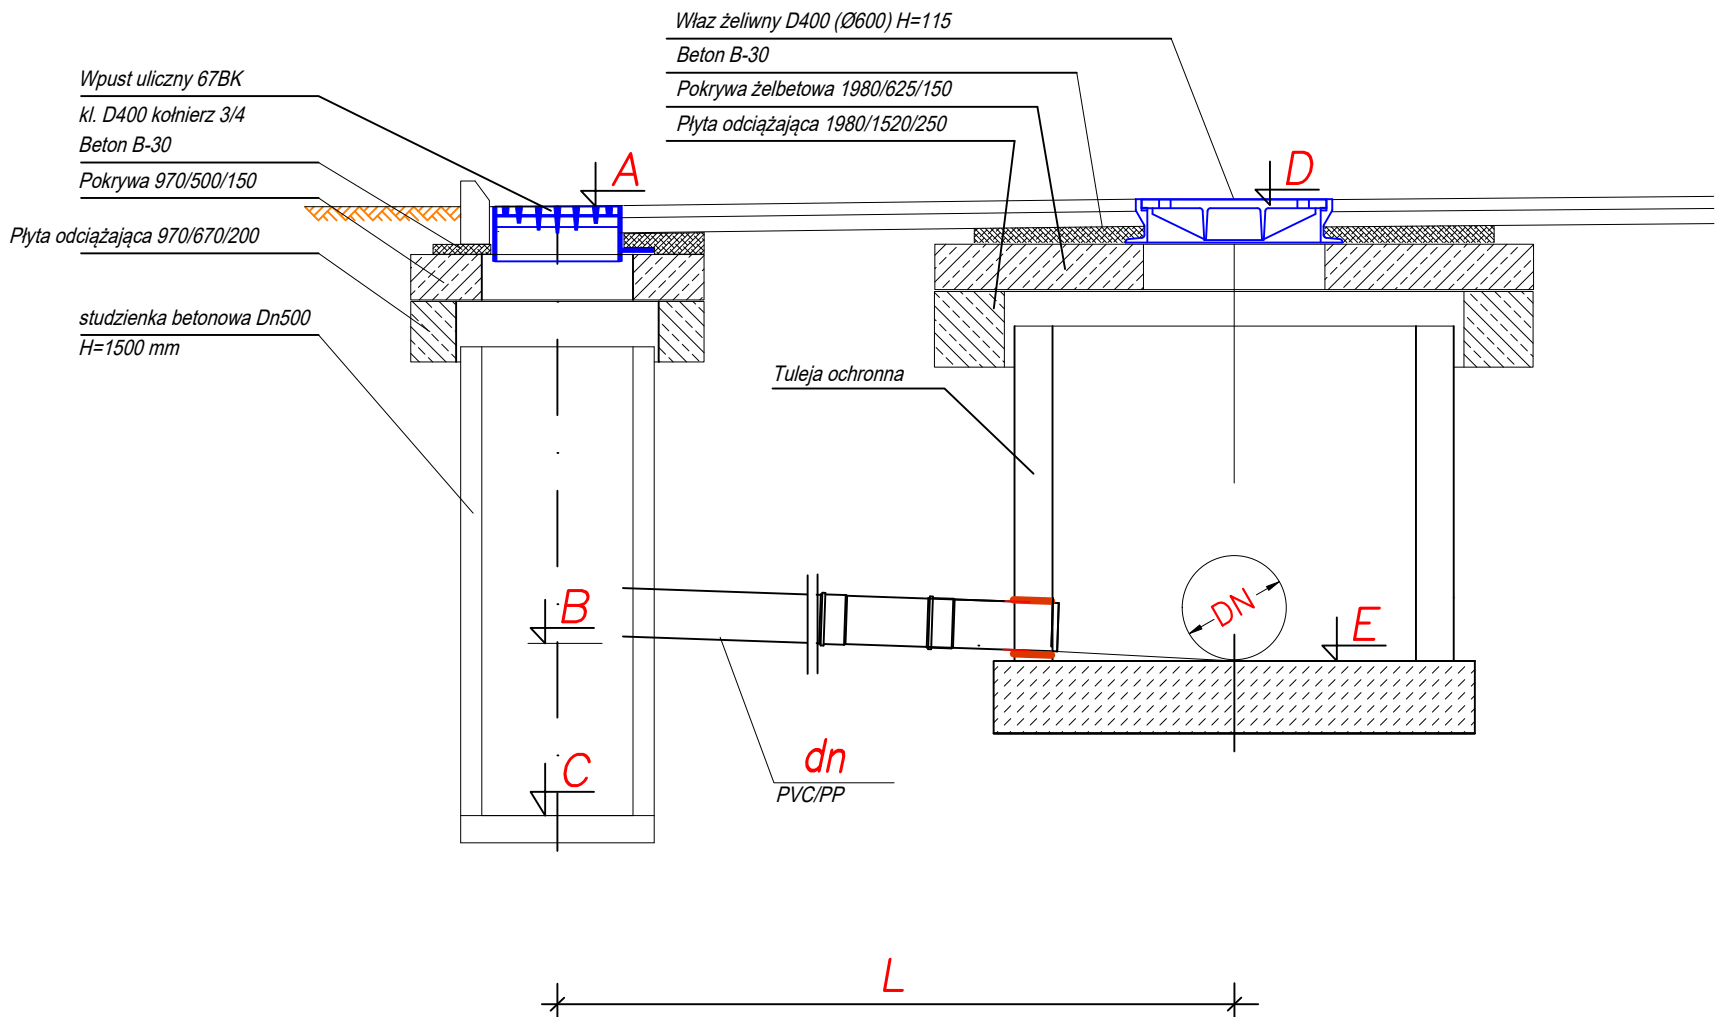 Właz żeliwny D400 (Ø600) H=115
Beton B-30
Pokrywa żelbetowa 1980/625/150
Płyta odciążająca 1980/1520/250
Wpust uliczny 67BK
kl. D400 kołnierz 3/4
Beton B-30
Pokrywa 970/500/150
Płyta odciążająca 970/670/200
studzienka betonowa Dn500
H=1500 mm
A
D
Tuleja ochronna
B
DN
E
C
dn
PVC/PP
L